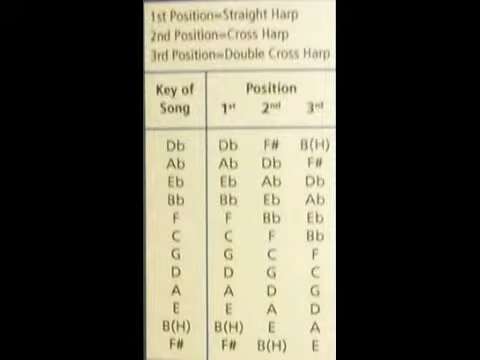 1st Position=Straight Harp
2nd Position=Cross Harp
3rd Position=Double Cross Harp
Key of Song Position
1st 2nd 3rd
Db Db F# B(H)
Ab Ab Db F#
Eb Eb Ab Db
Bb Bb Eb Ab
F F Bb Eb
C C F Bb
G G C F
D D G C
A A D G
E E A D
B(H) B(H) E A
F# F# B(H) E